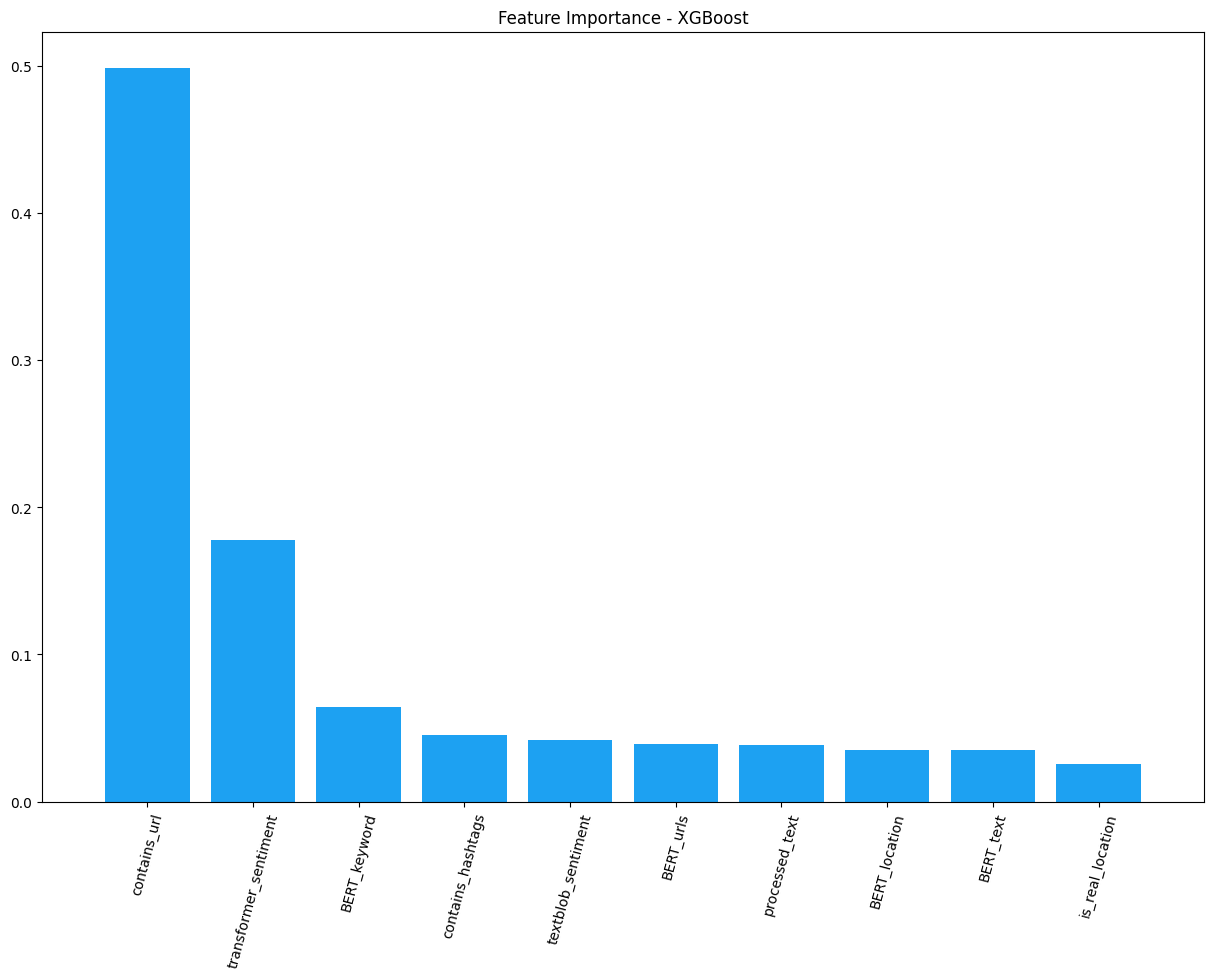 Feature Importance - XGBoost
0.5
0.4
0.3
0.2
0.1
0.0
contains_url
transformer_sentiment
BERT_keyword
contains_hashtags
textblob_sentiment
BERT_urls
processed_text
BERT_location
BERT_text
is_real_location